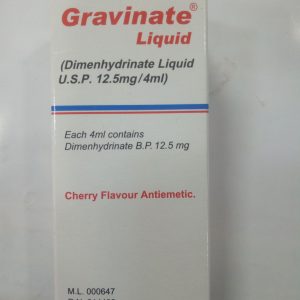 Gravinate®
Liquid
(Dimenhydrinate Liquid
U.S.P. 12.5mg/4ml)
Each 4ml contains
Dimenhydrinate B.P. 12.5 mg
Cherry Flavour Antiemetic.
M.L. 000647